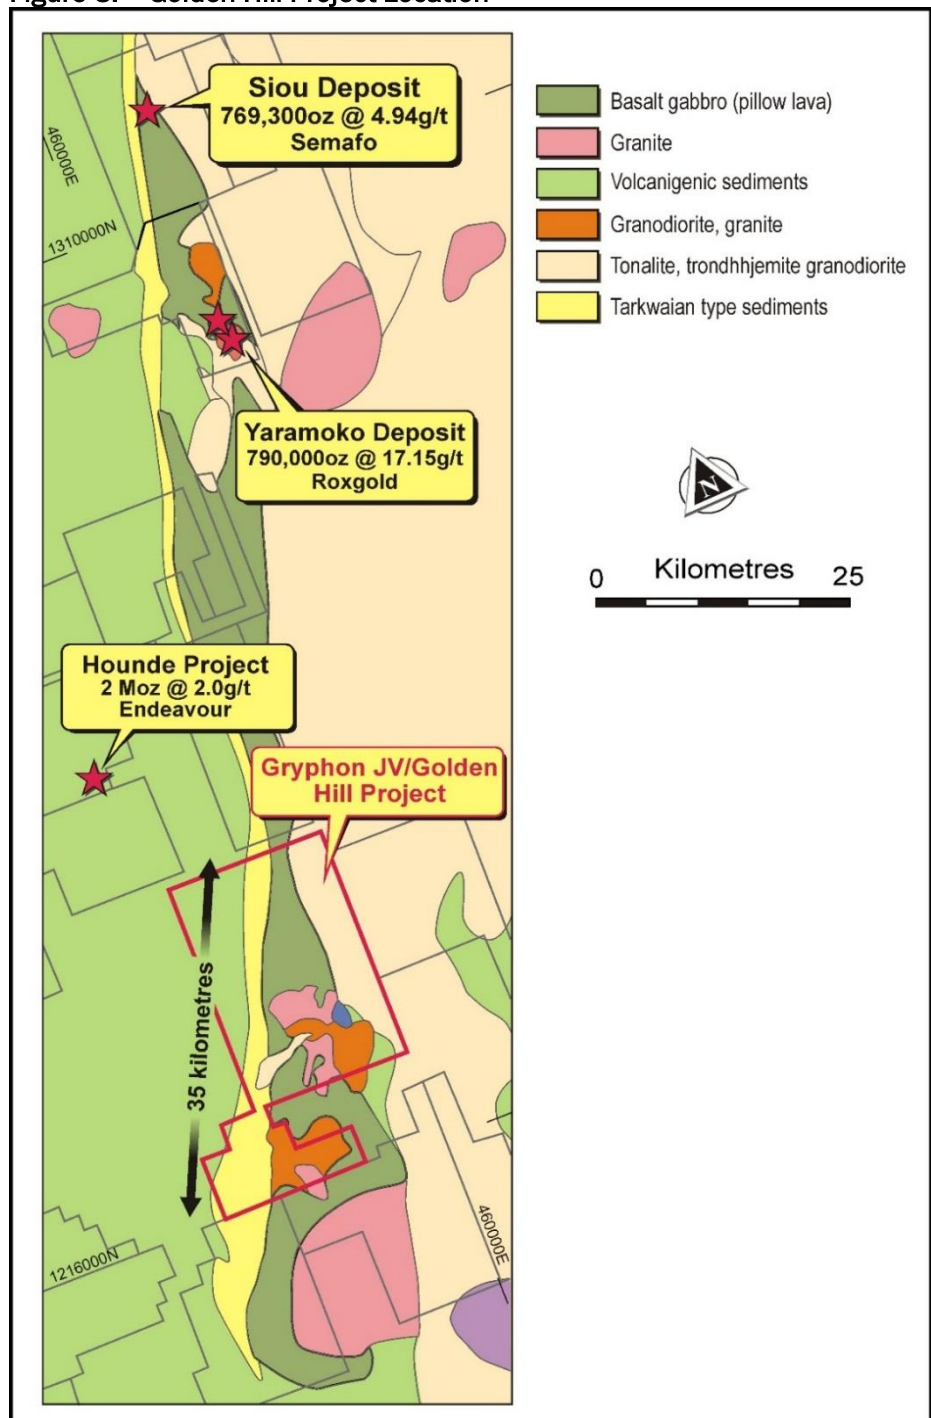 Siou Deposit
769,300oz @ 4.94g/t
Semafo
460000E
1310000N
Yaramoko Deposit
790,000oz @ 17.15g/t
Roxgold
Hounde Project
2 Moz @ 2.0g/t
Endeavour
Gryphon JV/Golden
Hill Project
35 kilometres
460000E
1216000N
Basalt gabbro (pillow lava)
Granite
Volcanigenic sediments
Granodiorite, granite
Tonalite, trondhhjemite granodiorite
Tarkwaian type sediments
N
Kilometres
0 25